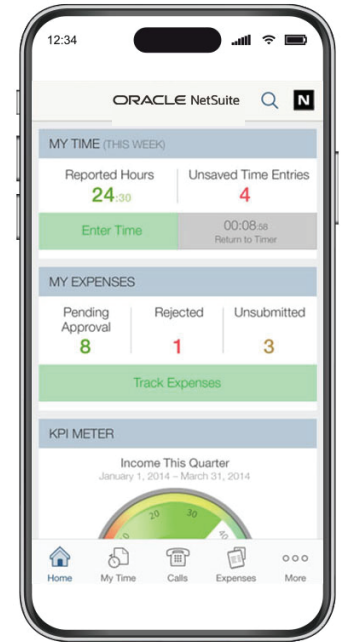 12:34
ORACLE NetSuite
N
MY TIME (THIS WEEK)
Reported Hours
24:30
Unsaved Time Entries
4
Enter Time
00:08:58
Return to Timer
MY EXPENSES
Pending
Approval
8
Rejected
1
Unsubmitted
3
Track Expenses
KPI METER
Income This Quarter
January 1, 2014 – March 31, 2014
20
30
40
Home
My Time
Calls
Expenses
More